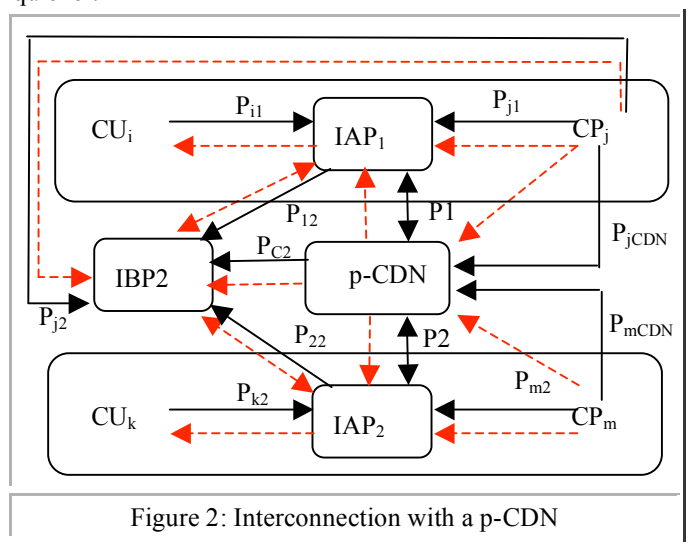 CUᵢ Pᵢ₁ IAP₁ Pⱼ₁ CPⱼ
P₁₂ P1
PⱼCDN
P_C2
IBP2 p-CDN
Pⱼ₂ P₂₂ P2 PₘCDN
Pₖ₂ Pₘ₂
CUₖ IAP₂ CPₘ
Figure 2: Interconnection with a p-CDN